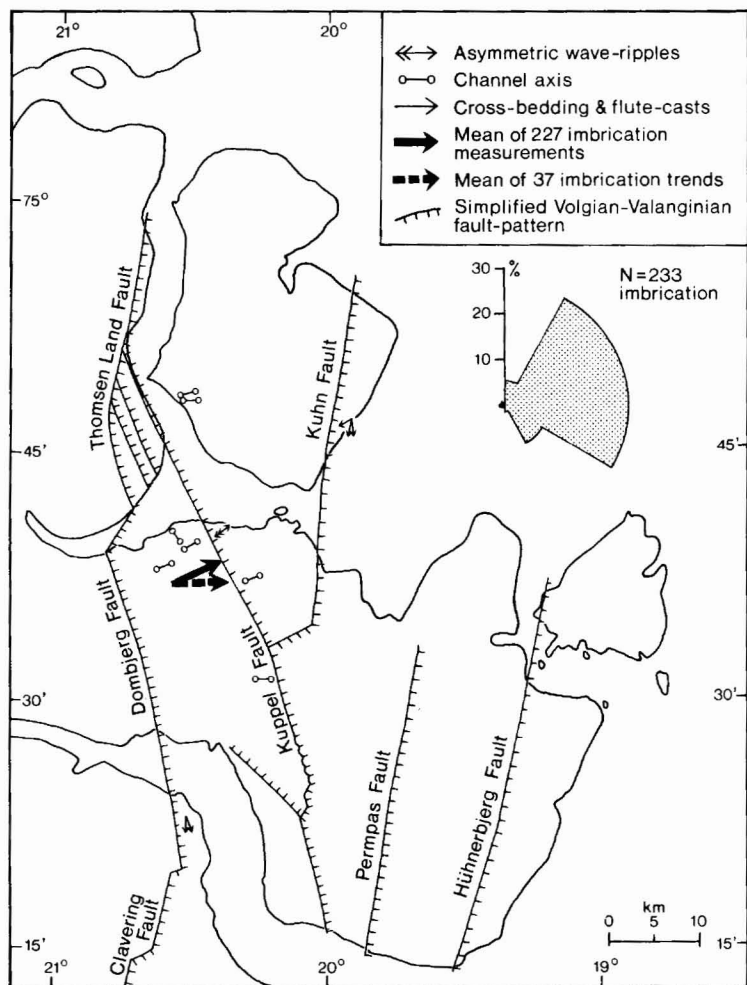 21° 20°
Asymmetric wave-ripples
Channel axis
Cross-bedding & flute-casts
Mean of 227 imbrication
measurements
Mean of 37 imbrication trends
Simplified Volgian-Valanginian
fault-pattern
75°
30 %
20
10
N=233
imbrication
Thomsen Land Fault
Kuhn Fault
45'
45'
Dombjerg Fault
Kuppel Fault
30'
30'
Permpas Fault
Hühnerbjerg Fault
Clavering
Fault
km
0 5 10
15'
15'
21° 20° 19°